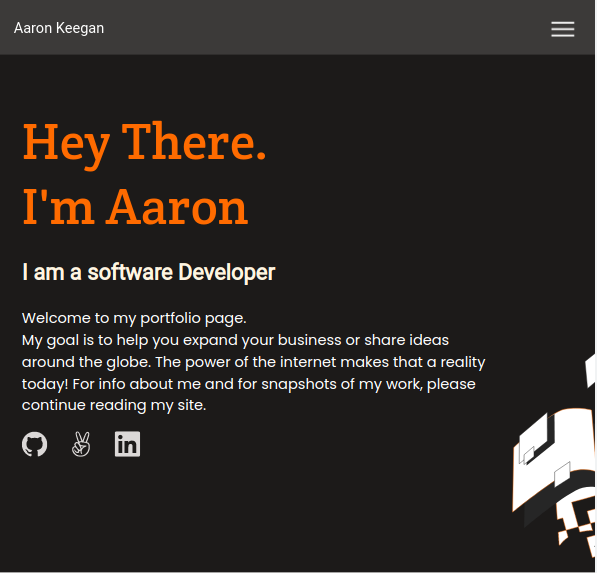 Aaron Keegan
Hey There.
I'm Aaron
I am a software Developer
Welcome to my portfolio page.
My goal is to help you expand your business or share ideas
around the globe. The power of the internet makes that a reality
today! For info about me and for snapshots of my work, please
continue reading my site.
in